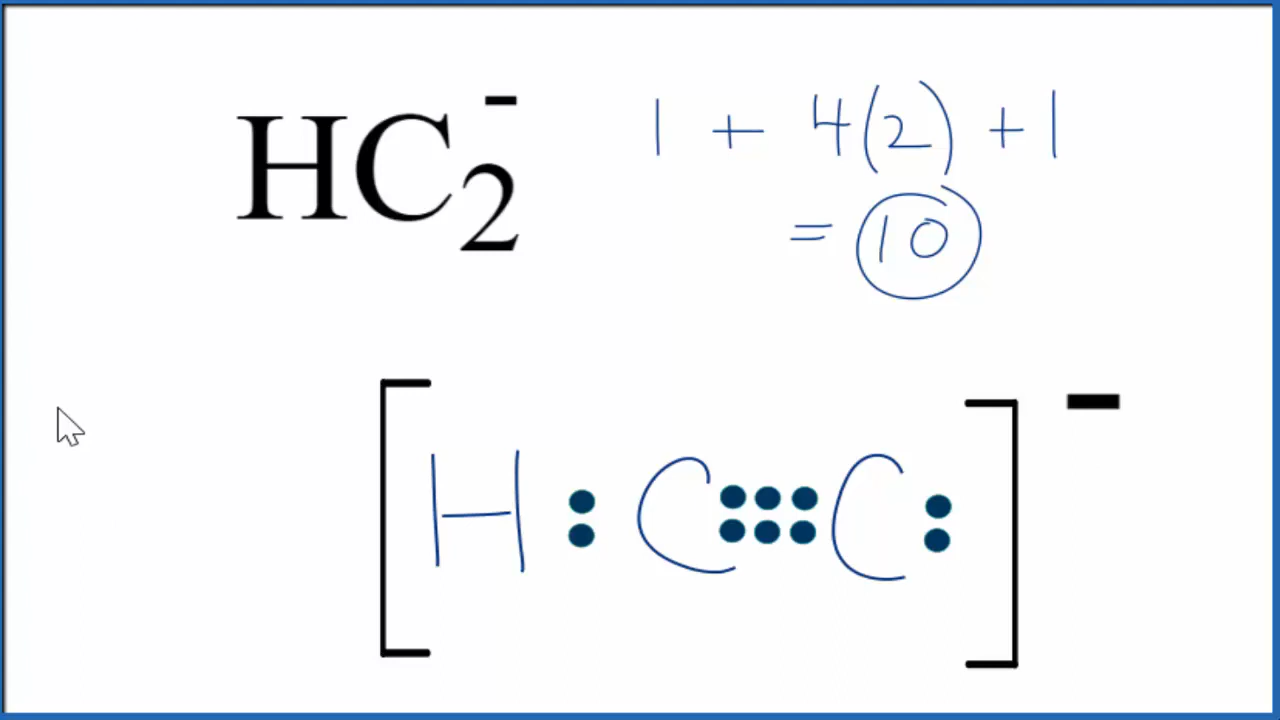 HC₂⁻ 1 + 4(2) + 1
= 10
[H : C ⫶⫶ C :]⁻